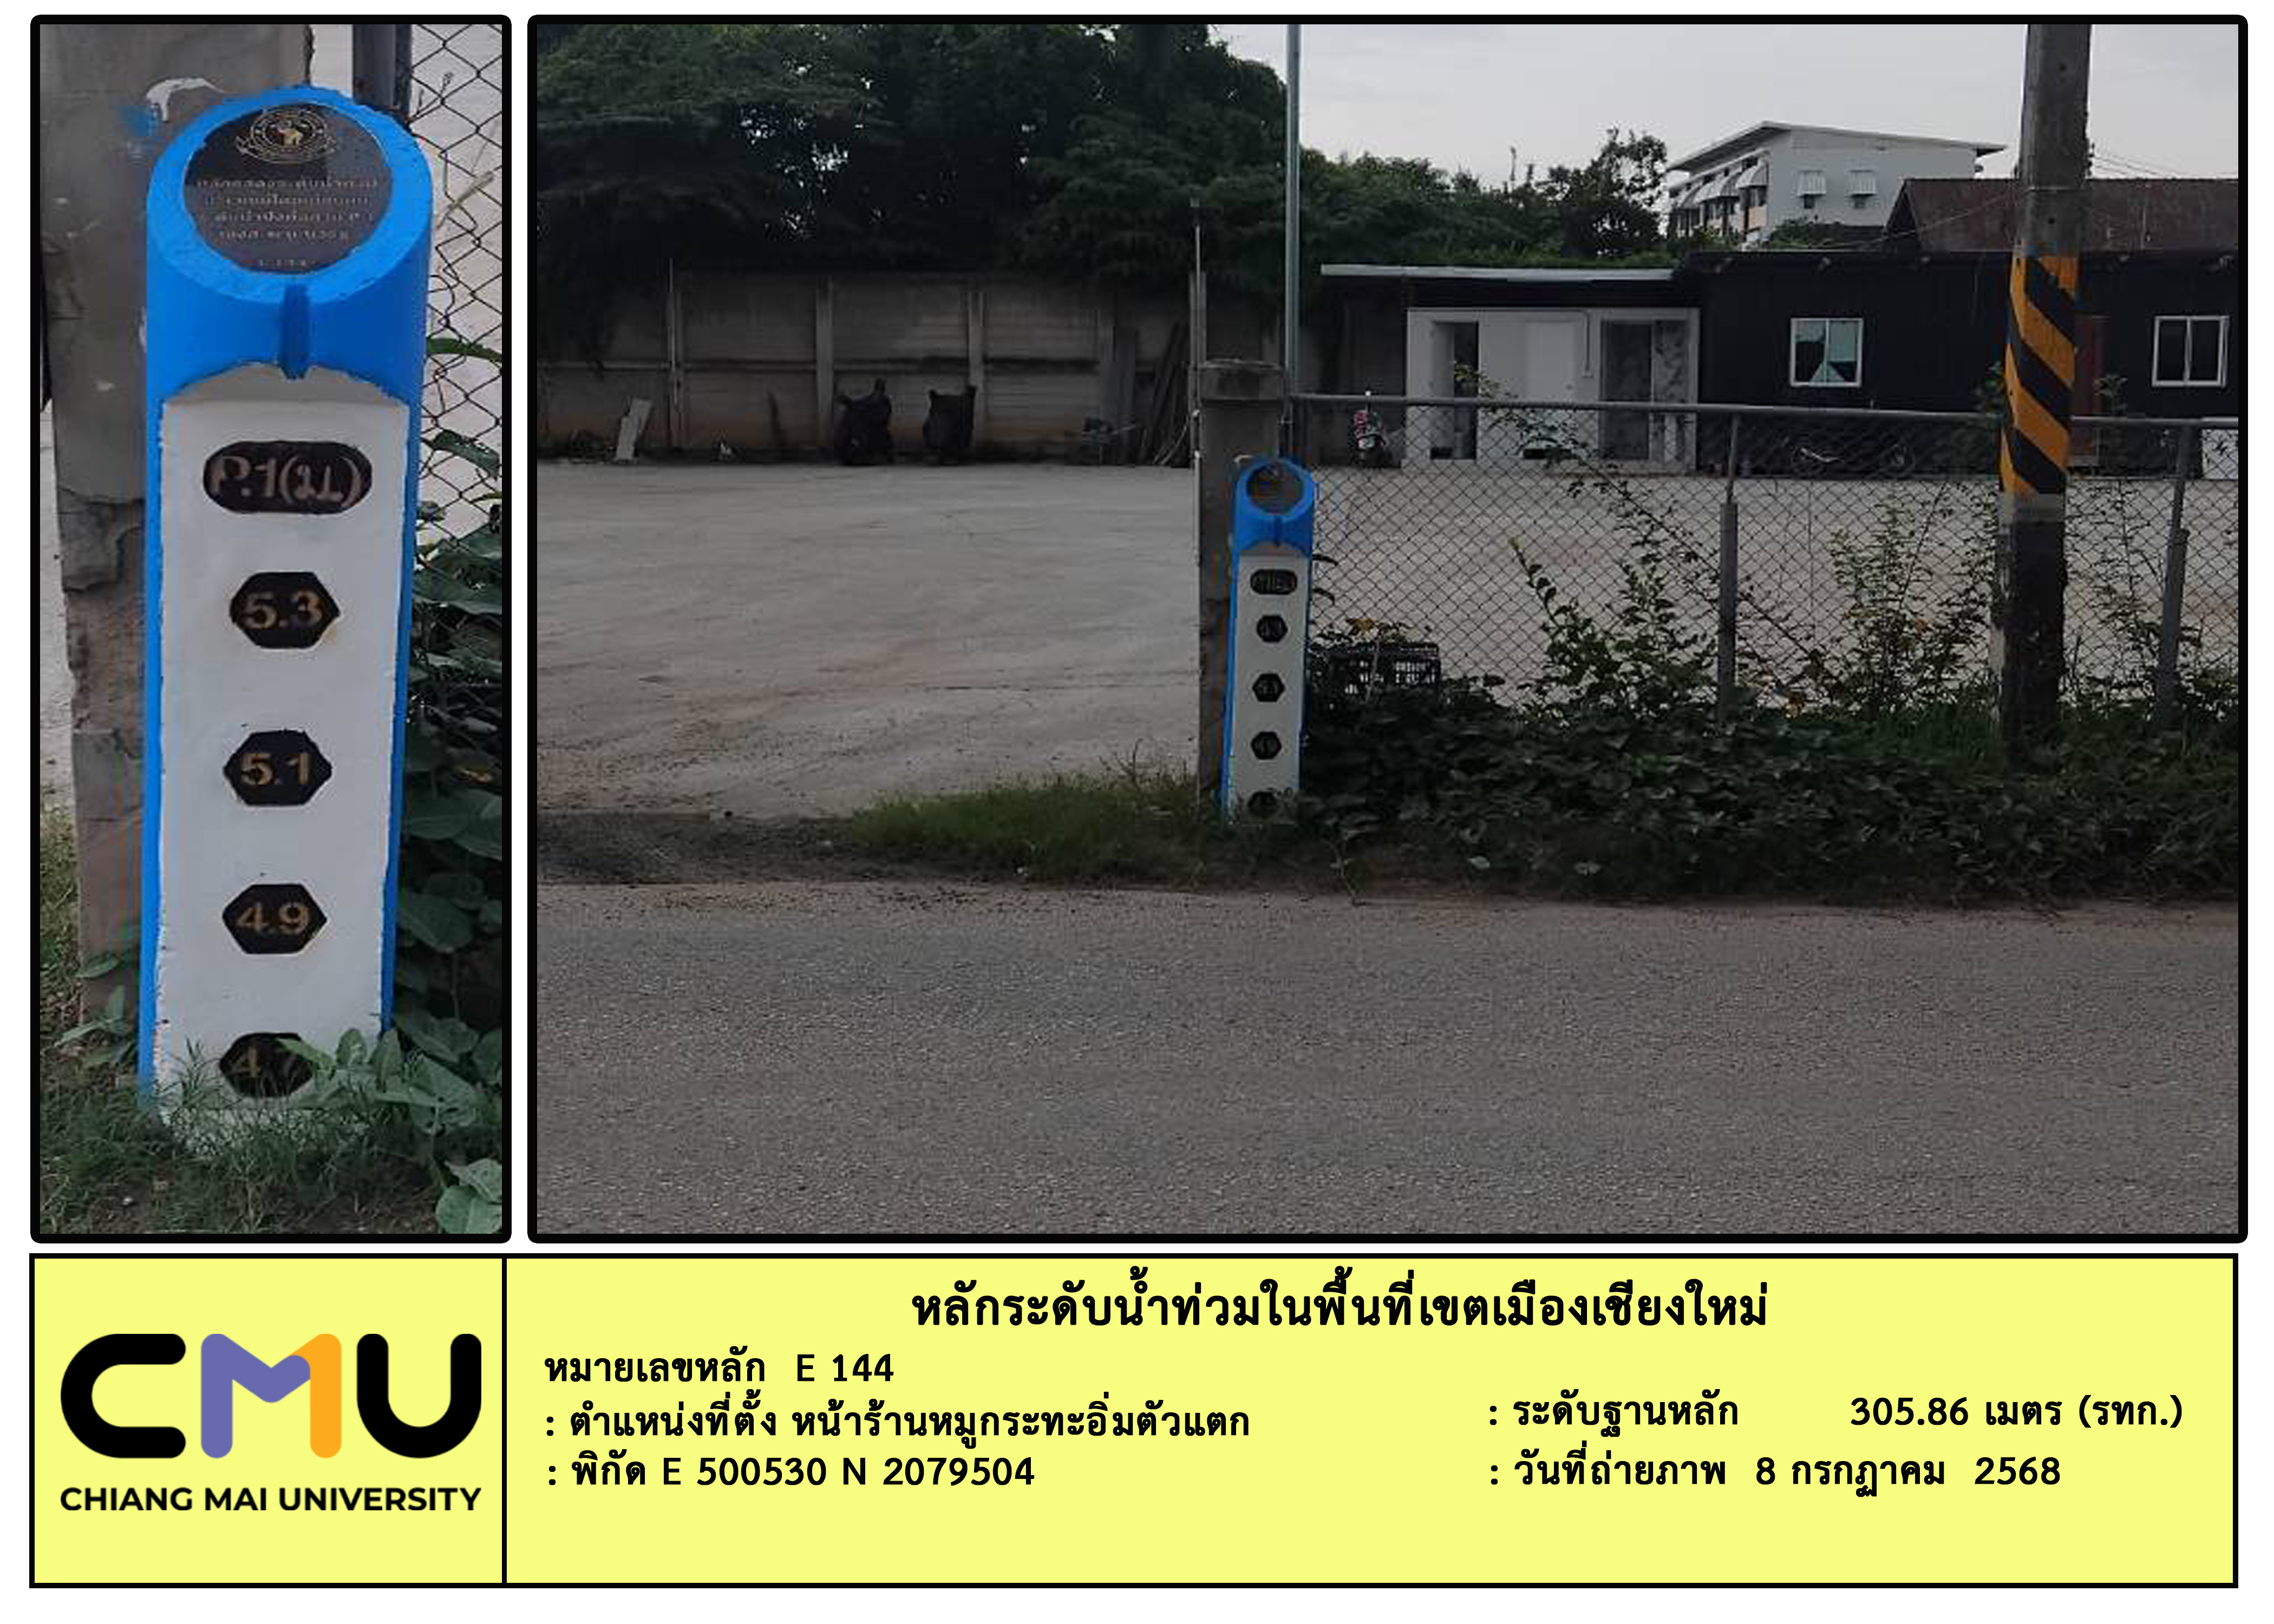 P.1(ม.)
5.3
5.1
4.9
4.7
CMU
CHIANG MAI UNIVERSITY
หลักระดับน้ำท่วมในพื้นที่เขตเมืองเชียงใหม่
หมายเลขหลัก E 144
: ตำแหน่งที่ตั้ง หน้าร้านหมูกระทะอิ่มตัวแตก
: พิกัด E 500530 N 2079504
: ระดับฐานหลัก 305.86 เมตร (รทก.)
: วันที่ถ่ายภาพ 8 กรกฎาคม 2568